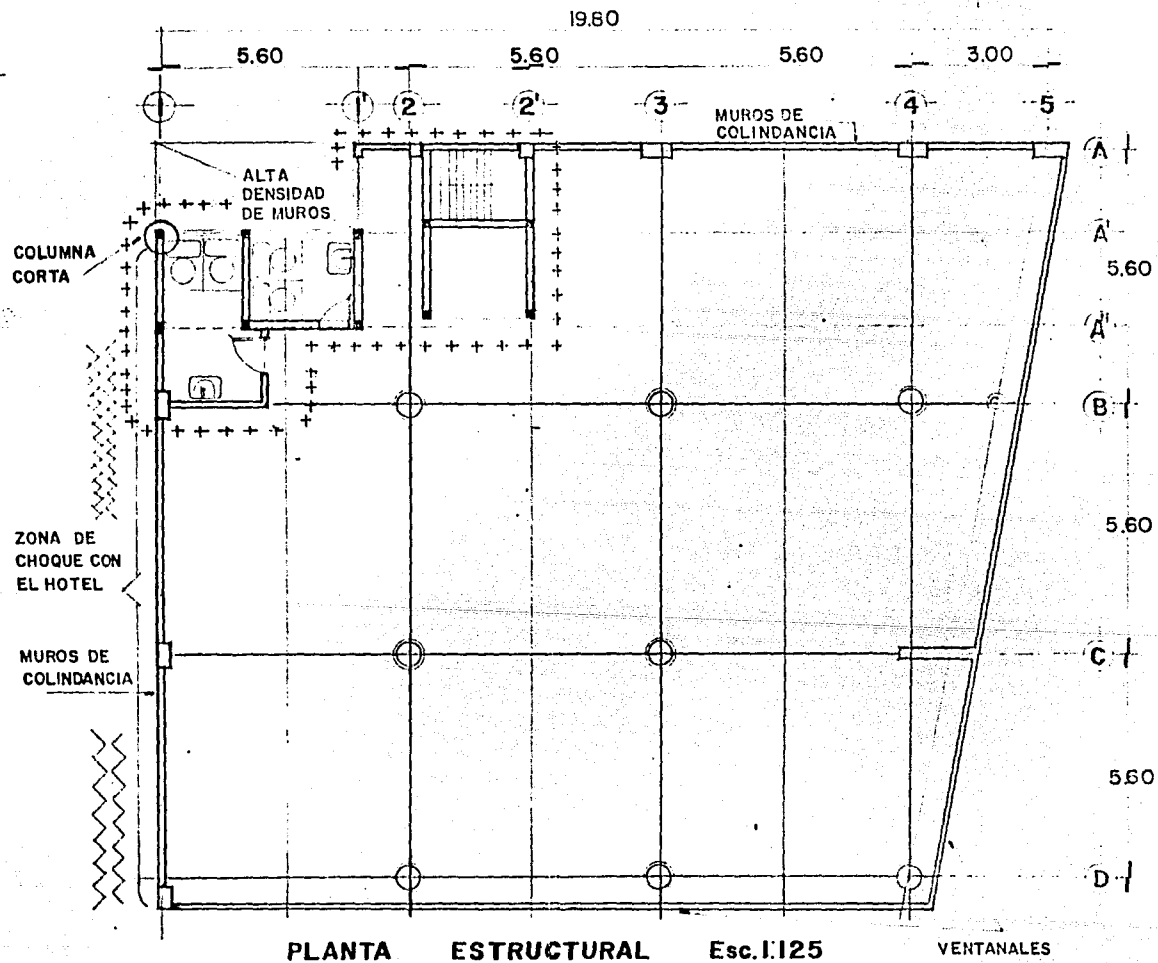 19.80
5.60 5.60 5.60 3.00
1 1' 2 2' 3 4 5
MUROS DE
COLINDANCIA
A
ALTA
DENSIDAD
DE MUROS
A'
COLUMNA
CORTA
5.60
A''
B
5.60
ZONA DE
CHOQUE CON
EL HOTEL
MUROS DE
COLINDANCIA
C
5.60
D
PLANTA ESTRUCTURAL Esc.1:125 VENTANALES